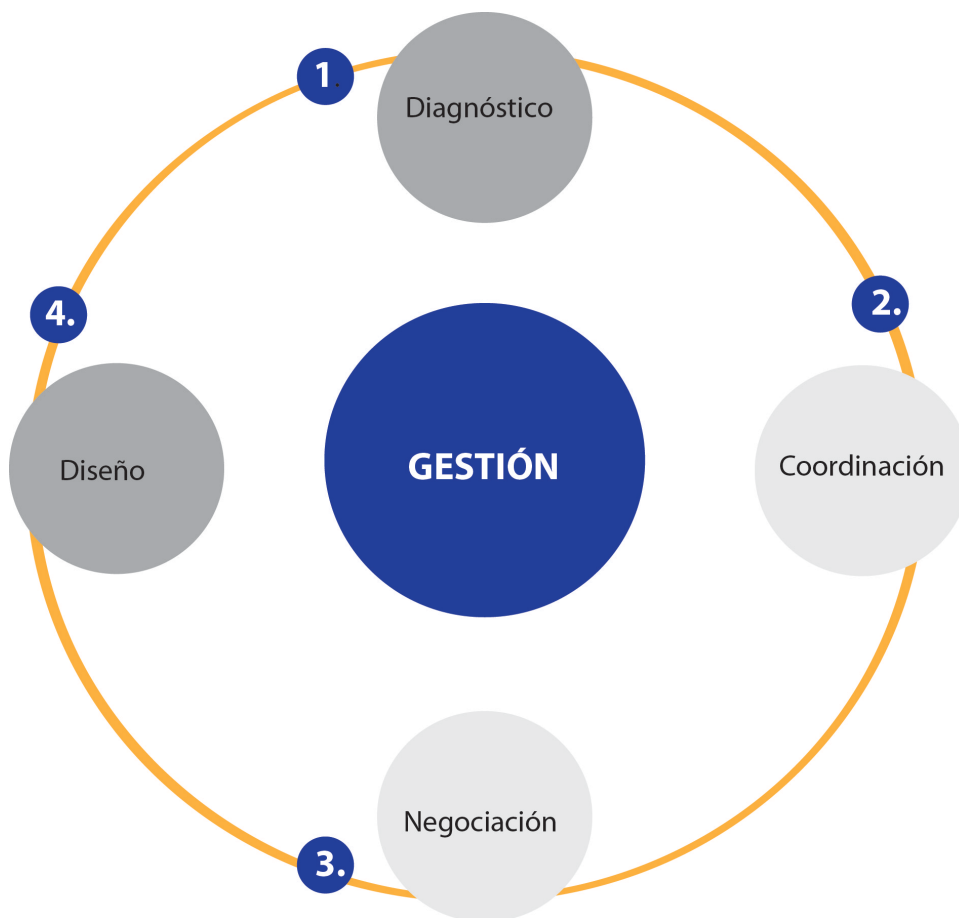 1.
Diagnóstico
2.
Coordinación
3.
Negociación
4.
Diseño
GESTIÓN